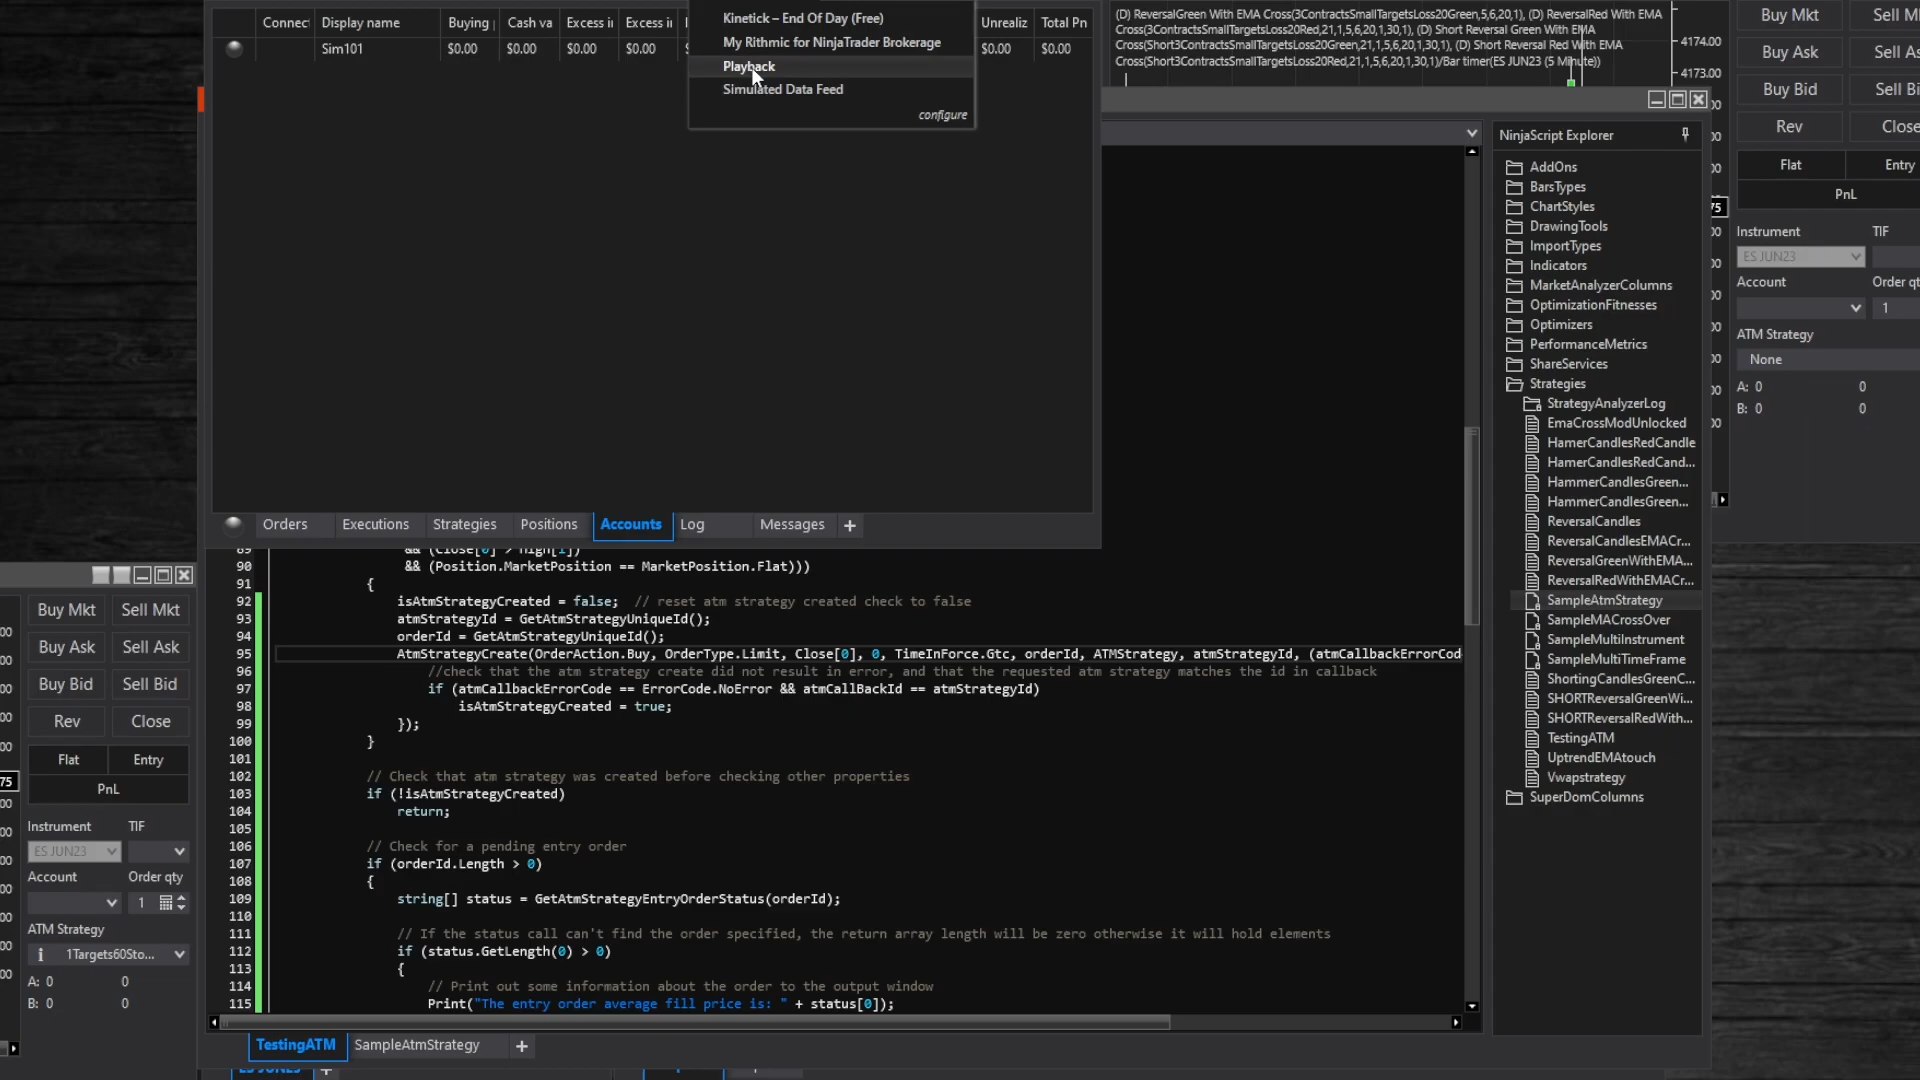 Connec
Display name
Buying
Cash va
Excess i
Excess i
Unrealiz
Total Pn
Sim101
$0.00
$0.00
$0.00
$0.00
$0.00
$0.00
Kinetick – End Of Day (Free)
My Rithmic for NinjaTrader Brokerage
Playback
Simulated Data Feed
configure
(D) ReversalGreen With EMA Cross(3ContractsSmallTargetsLoss20Green,5,6,20,1), (D) ReversalRed With EMA
Cross(3ContractsSmallTargetsLoss20Red,21,1,5,6,20,1,30,1), (D) Short Reversal Green With EMA
Cross(Short3ContractsSmallTargetsLoss20Green,21,1,5,6,20,1,30,1), (D) Short Reversal Red With EMA
Cross(Short3ContractsSmallTargetsLoss20Red,21,1,5,6,20,1,30,1)/Bar timer(ES JUN23 (5 Minute))
4174.00
4173.00
Buy Mkt
Sell M
Buy Ask
Sell As
Buy Bid
Sell Bi
Rev
Close
Flat
Entry
PnL
75
Instrument
TIF
ES JUN23
Account
Order qt
1
ATM Strategy
None
A: 0
0
B: 0
0
NinjaScript Explorer
AddOns
BarsTypes
ChartStyles
DrawingTools
ImportTypes
Indicators
MarketAnalyzerColumns
OptimizationFitnesses
Optimizers
PerformanceMetrics
ShareServices
Strategies
StrategyAnalyzerLog
EmaCrossModUnlocked
HamerCandlesRedCandle
HamerCandlesRedCand...
HammerCandlesGreen...
HammerCandlesGreen...
ReversalCandles
ReversalCandlesEMACr...
ReversalGreenWithEMA...
ReversalRedWithEMACr...
SampleAtmStrategy
SampleMACrossOver
SampleMultiInstrument
SampleMultiTimeFrame
ShortingCandlesGreenC...
SHORTReversalGreenWi...
SHORTReversalRedWith...
TestingATM
UptrendEMAtouch
Vwapstrategy
SuperDomColumns
Orders
Executions
Strategies
Positions
Accounts
Log
Messages
+
89 && (Close[0] > High[1])
90 && (Position.MarketPosition == MarketPosition.Flat)))
91 {
92 isAtmStrategyCreated = false; // reset atm strategy created check to false
93 atmStrategyId = GetAtmStrategyUniqueId();
94 orderId = GetAtmStrategyUniqueId();
95 AtmStrategyCreate(OrderAction.Buy, OrderType.Limit, Close[0], 0, TimeInForce.Gtc, orderId, ATMStrategy, atmStrategyId, (atmCallbackErrorCod
96 //check that the atm strategy create did not result in error, and that the requested atm strategy matches the id in callback
97 if (atmCallbackErrorCode == ErrorCode.NoError && atmCallBackId == atmStrategyId)
98 isAtmStrategyCreated = true;
99 });
100 }
101
102 // Check that atm strategy was created before checking other properties
103 if (!isAtmStrategyCreated)
104 return;
105
106 // Check for a pending entry order
107 if (orderId.Length > 0)
108 {
109 string[] status = GetAtmStrategyEntryOrderStatus(orderId);
110
111 // If the status call can't find the order specified, the return array length will be zero otherwise it will hold elements
112 if (status.GetLength(0) > 0)
113 {
114 // Print out some information about the order to the output window
115 Print("The entry order average fill price is: " + status[0]);
TestingATM
SampleAtmStrategy
+
ES JUN23
+
Buy Mkt
Sell Mkt
Buy Ask
Sell Ask
Buy Bid
Sell Bid
Rev
Close
Flat
Entry
PnL
75
Instrument
TIF
ES JUN23
Account
Order qty
1
ATM Strategy
1Targets60Sto...
A: 0
0
B: 0
0